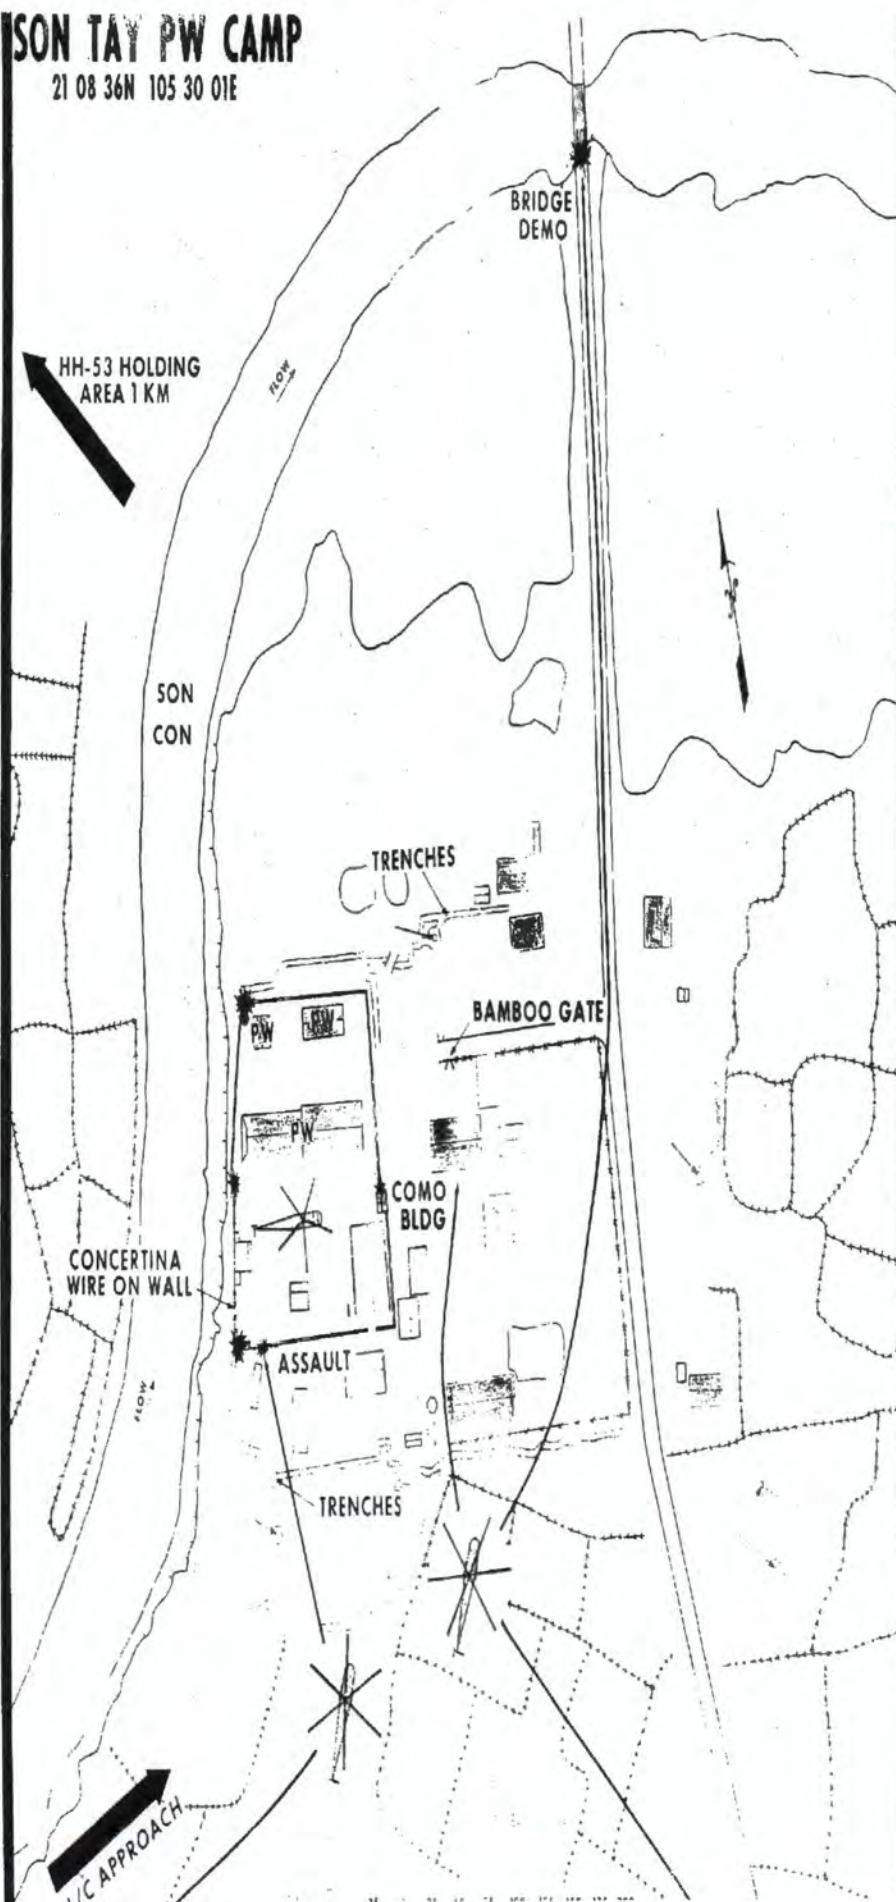 SON TAY PW CAMP
21 08 36N 105 30 01E
BRIDGE
DEMO
HH-53 HOLDING
AREA 1 KM
FLOW
N
SON
CON
TRENCHES
BAMBOO GATE
PW
PW
PW
COMO
BLDG
CONCERTINA
WIRE ON WALL
ASSAULT
FLOW
TRENCHES
/C APPROACH